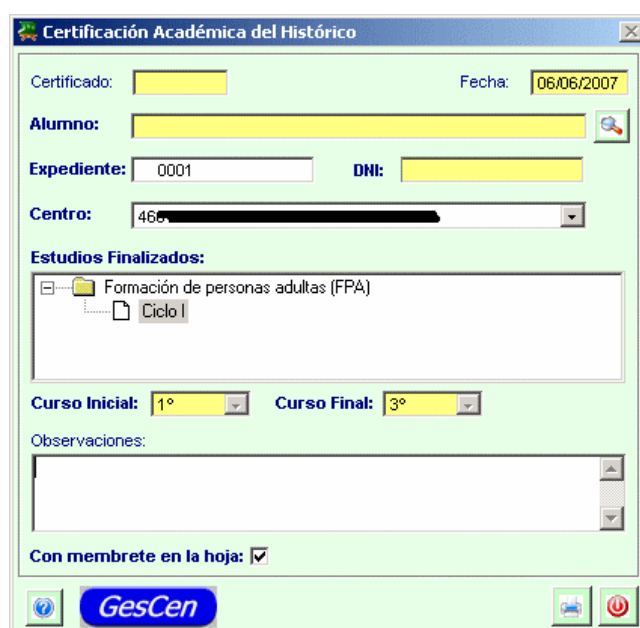 Certificación Académica del Histórico
Certificado: Fecha: 06/06/2007
Alumno:
Expediente: 0001 DNI:
Centro: 46
Estudios Finalizados:
Formación de personas adultas (FPA)
Ciclo I
Curso Inicial: 1º Curso Final: 3º
Observaciones:
Con membrete en la hoja:
GesCen